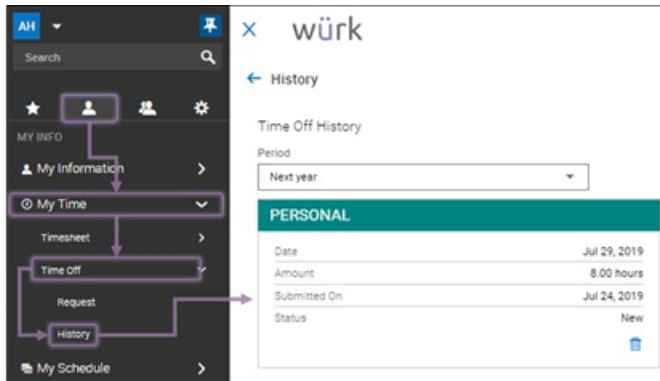 AH
Search
MY INFO
My Information
My Time
Timesheet
Time Off
Request
History
My Schedule
würk
History
Time Off History
Period
Next year
PERSONAL
Date Jul 29, 2019
Amount 8.00 hours
Submitted On Jul 24, 2019
Status New